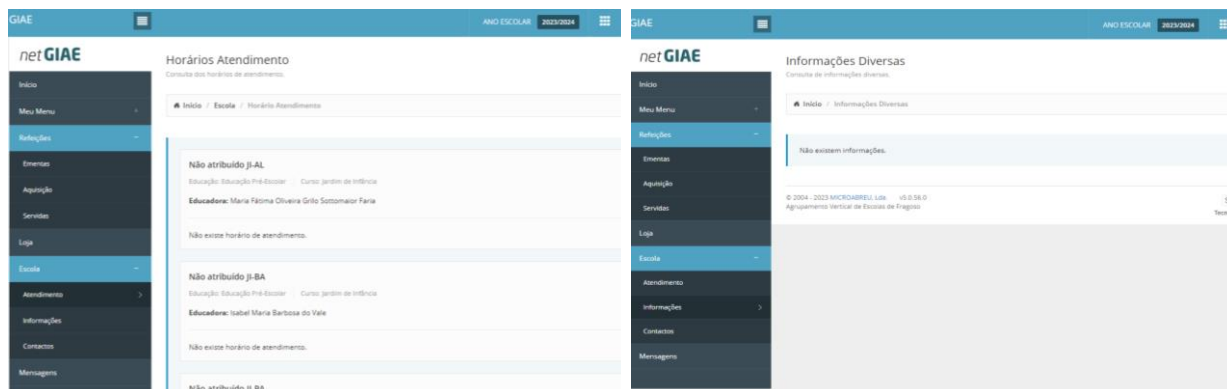 GIAE
ANO ESCOLAR 2023/2024
netGIAE
Início
Meu Menu
Refeições
Ementas
Aquisição
Servidas
Loja
Escola
Atendimento
Informações
Contactos
Mensagens
Horários Atendimento
Consulta dos horários de atendimento.
Início / Escola / Horário Atendimento
Não atribuído JI-AL
Educação: Educação Pré-Escolar Curso: Jardim de Infância
Educadora: Maria Fátima Oliveira Grilo Sottomaior Faria
Não existe horário de atendimento.
Não atribuído JI-BA
Educação: Educação Pré-Escolar Curso: Jardim de Infância
Educadora: Isabel Maria Barbosa do Vale
Não existe horário de atendimento.
Não atribuído JI-BA
GIAE
ANO ESCOLAR 2023/2024
netGIAE
Início
Meu Menu
Refeições
Ementas
Aquisição
Servidas
Loja
Escola
Atendimento
Informações
Contactos
Mensagens
Informações Diversas
Consulta de informações diversas.
Início / Informações Diversas
Não existem informações.
© 2004 - 2023 MICROABREU, Lda v5.0.56.0
Agrupamento Vertical de Escolas de Fragoso